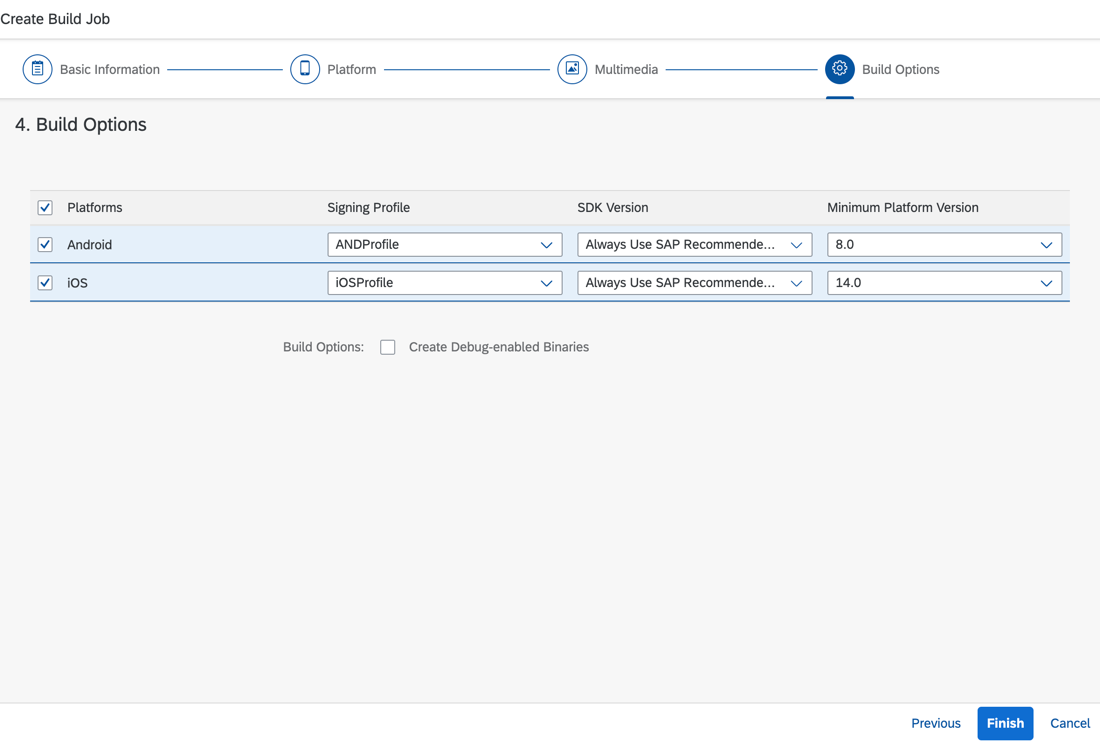 Create Build Job
Basic Information Platform Multimedia Build Options
4. Build Options
Platforms Signing Profile SDK Version Minimum Platform Version
Android ANDProfile Always Use SAP Recommende... 8.0
iOS iOSProfile Always Use SAP Recommende... 14.0
Build Options: Create Debug-enabled Binaries
Previous Finish Cancel